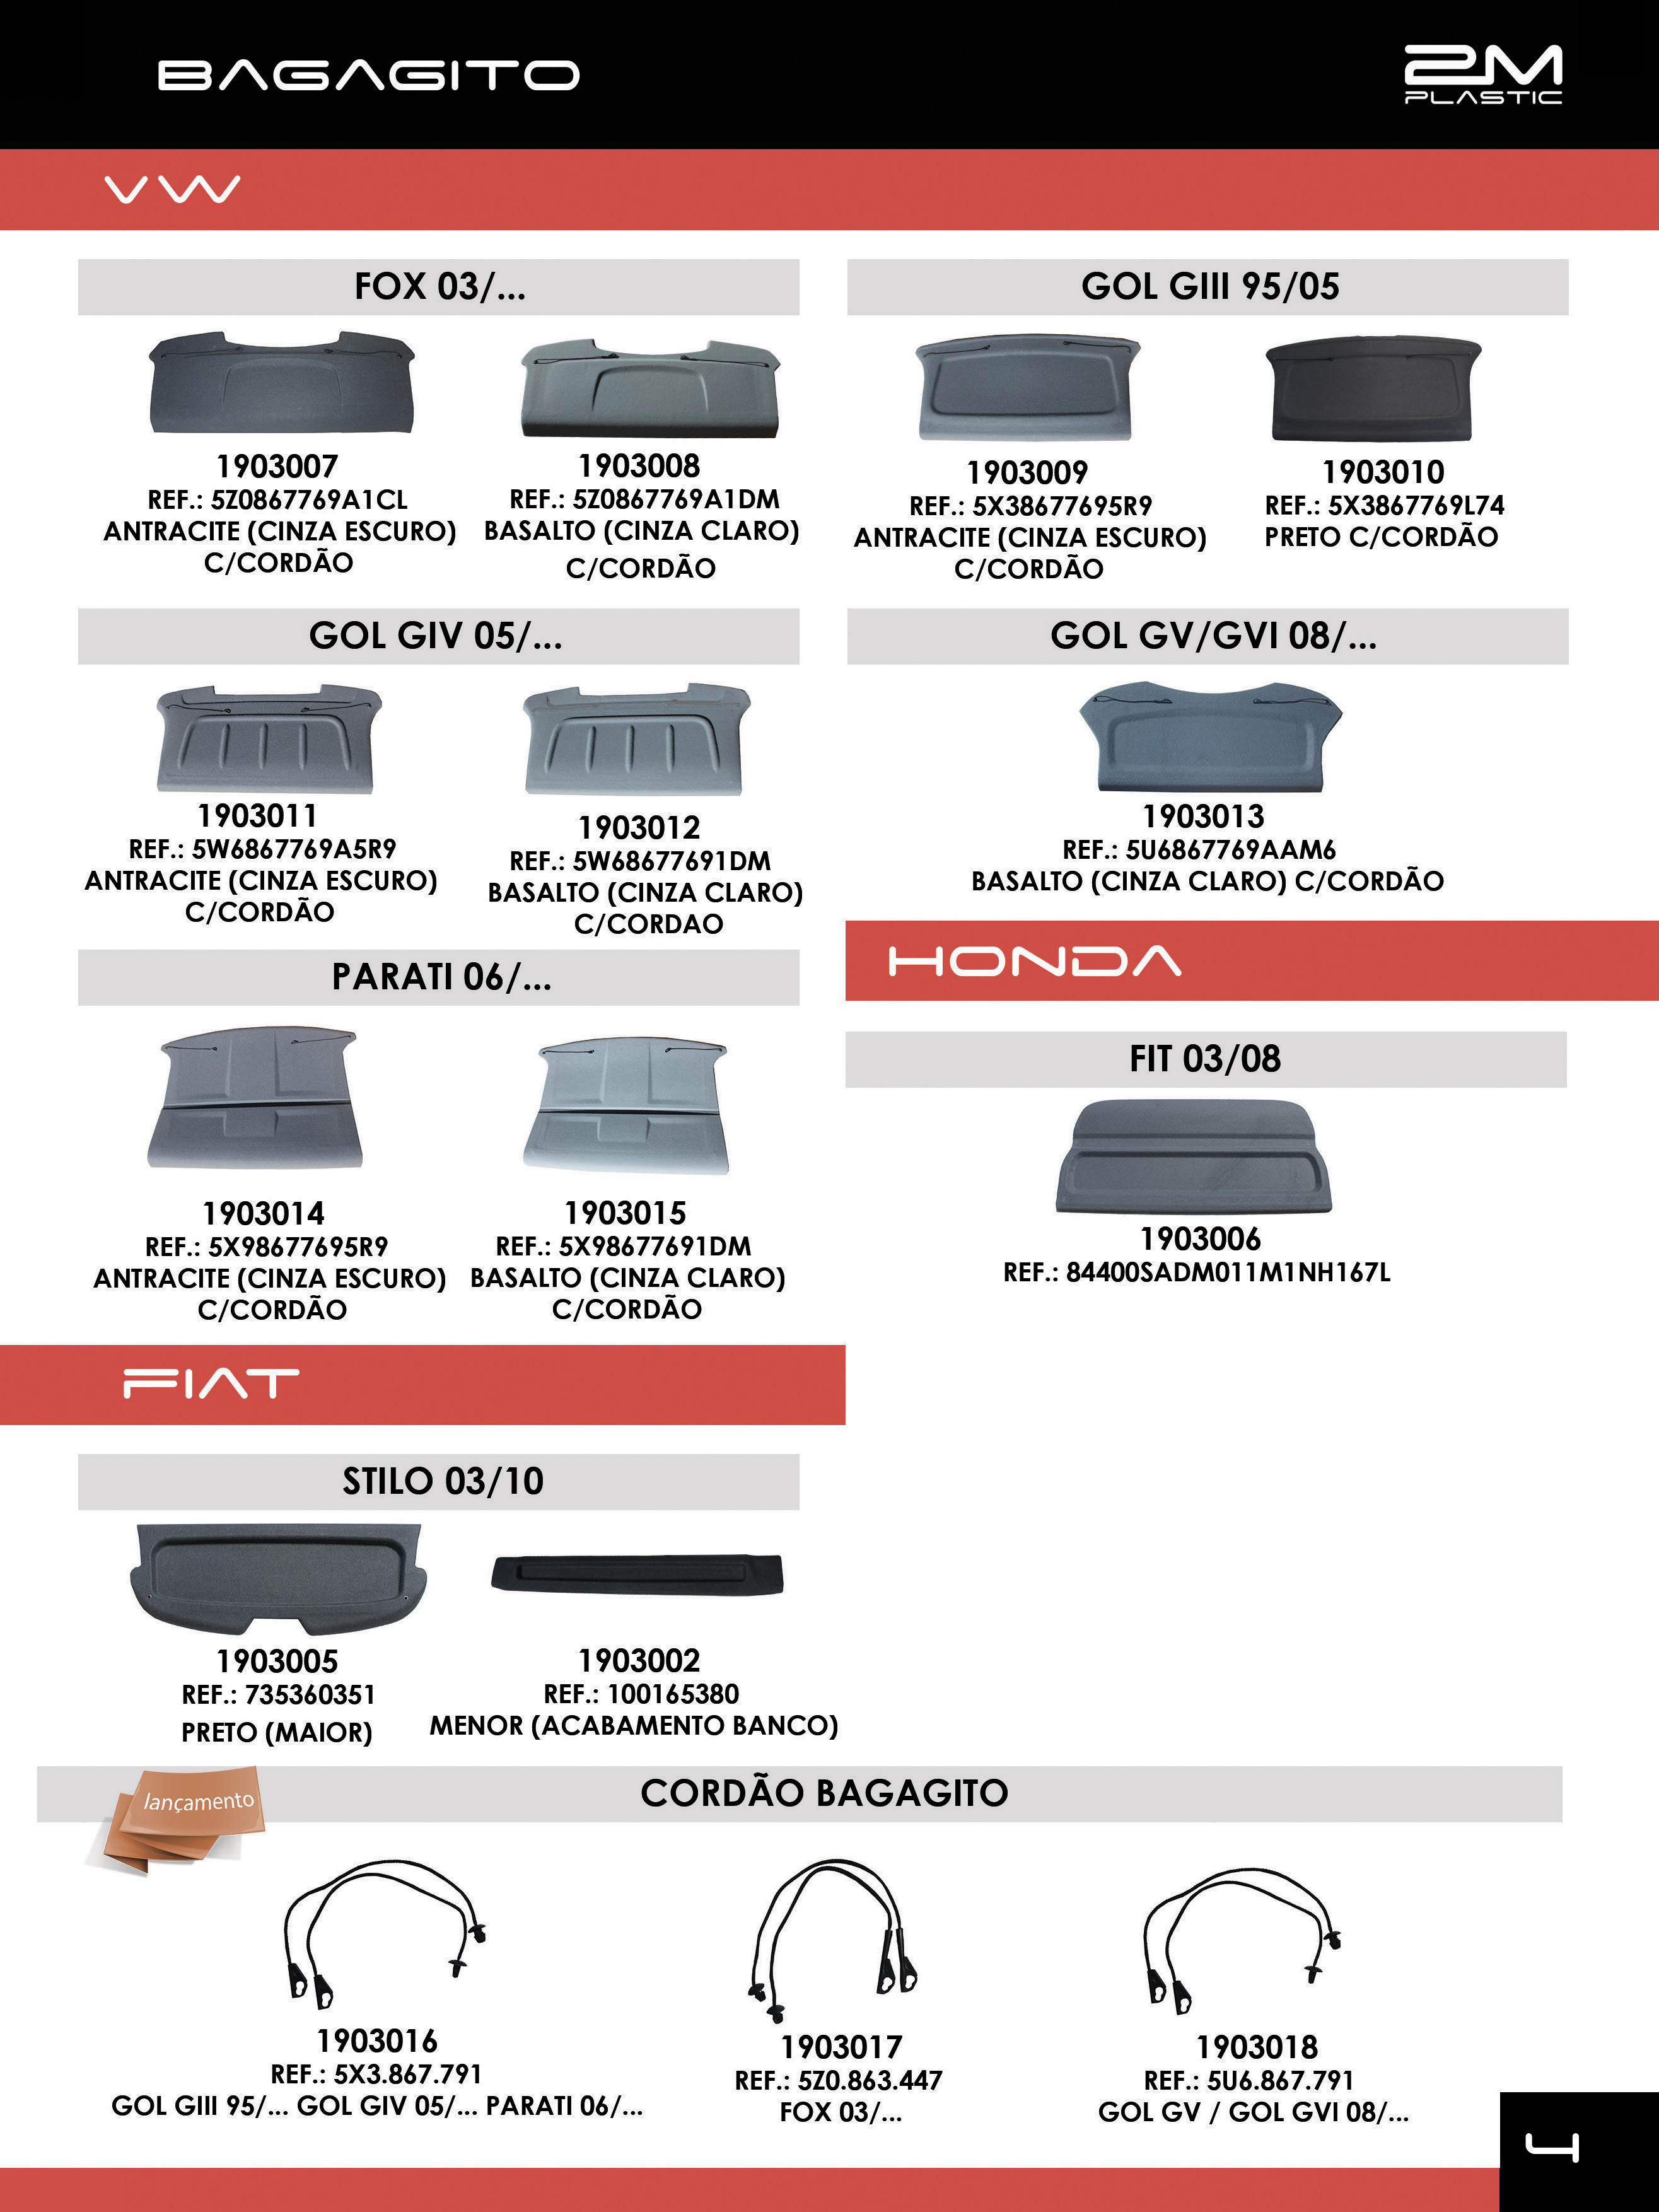 BAGAGITO
2M
PLASTIC
VW
FOX 03/...
1903007
REF.: 5Z0867769A1CL
ANTRACITE (CINZA ESCURO)
C/CORDÃO
1903008
REF.: 5Z0867769A1DM
BASALTO (CINZA CLARO)
C/CORDÃO
GOL GIII 95/05
1903009
REF.: 5X38677695R9
ANTRACITE (CINZA ESCURO)
C/CORDÃO
1903010
REF.: 5X3867769L74
PRETO C/CORDÃO
GOL GIV 05/...
1903011
REF.: 5W6867769A5R9
ANTRACITE (CINZA ESCURO)
C/CORDÃO
1903012
REF.: 5W68677691DM
BASALTO (CINZA CLARO)
C/CORDAO
GOL GV/GVI 08/...
1903013
REF.: 5U6867769AAM6
BASALTO (CINZA CLARO) C/CORDÃO
PARATI 06/...
1903014
REF.: 5X98677695R9
ANTRACITE (CINZA ESCURO)
C/CORDÃO
1903015
REF.: 5X98677691DM
BASALTO (CINZA CLARO)
C/CORDÃO
HONDA
FIT 03/08
1903006
REF.: 84400SADM011M1NH167L
FIAT
STILO 03/10
1903005
REF.: 735360351
PRETO (MAIOR)
1903002
REF.: 100165380
MENOR (ACABAMENTO BANCO)
lançamento
CORDÃO BAGAGITO
1903016
REF.: 5X3.867.791
GOL GIII 95/... GOL GIV 05/... PARATI 06/...
1903017
REF.: 5Z0.863.447
FOX 03/...
1903018
REF.: 5U6.867.791
GOL GV / GOL GVI 08/...
4